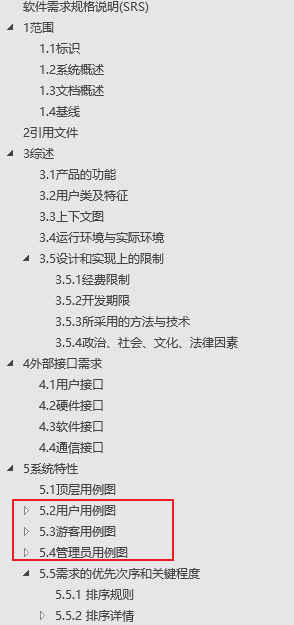 软件需求规格说明(SRS)
1范围
1.1标识
1.2系统概述
1.3文档概述
1.4基线
2引用文件
3综述
3.1产品的功能
3.2用户类及特征
3.3上下文图
3.4运行环境与实际环境
3.5设计和实现上的限制
3.5.1经费限制
3.5.2开发期限
3.5.3所采用的方法与技术
3.5.4政治、社会、文化、法律因素
4外部接口需求
4.1用户接口
4.2硬件接口
4.3软件接口
4.4通信接口
5系统特性
5.1顶层用例图
5.2用户用例图
5.3游客用例图
5.4管理员用例图
5.5需求的优先次序和关键程度
5.5.1 排序规则
5.5.2 排序详情